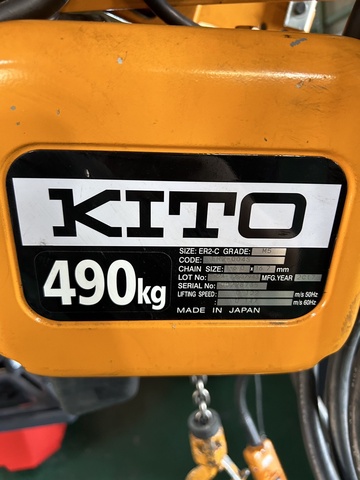 KITO
490kg
SIZE: ER2-C GRADE: M5
CODE:
CHAIN SIZE mm
LOT No: MFG.YEAR
SERIAL No:
LIFTING SPEED: m/s 50Hz
m/s 60Hz
MADE IN JAPAN